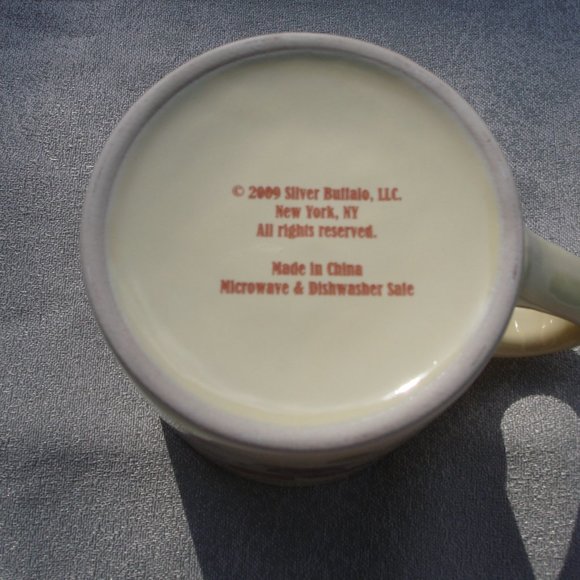 © 2009 Silver Buffalo, LLC.
New York, NY
All rights reserved.
Made in China
Microwave & Dishwasher Safe